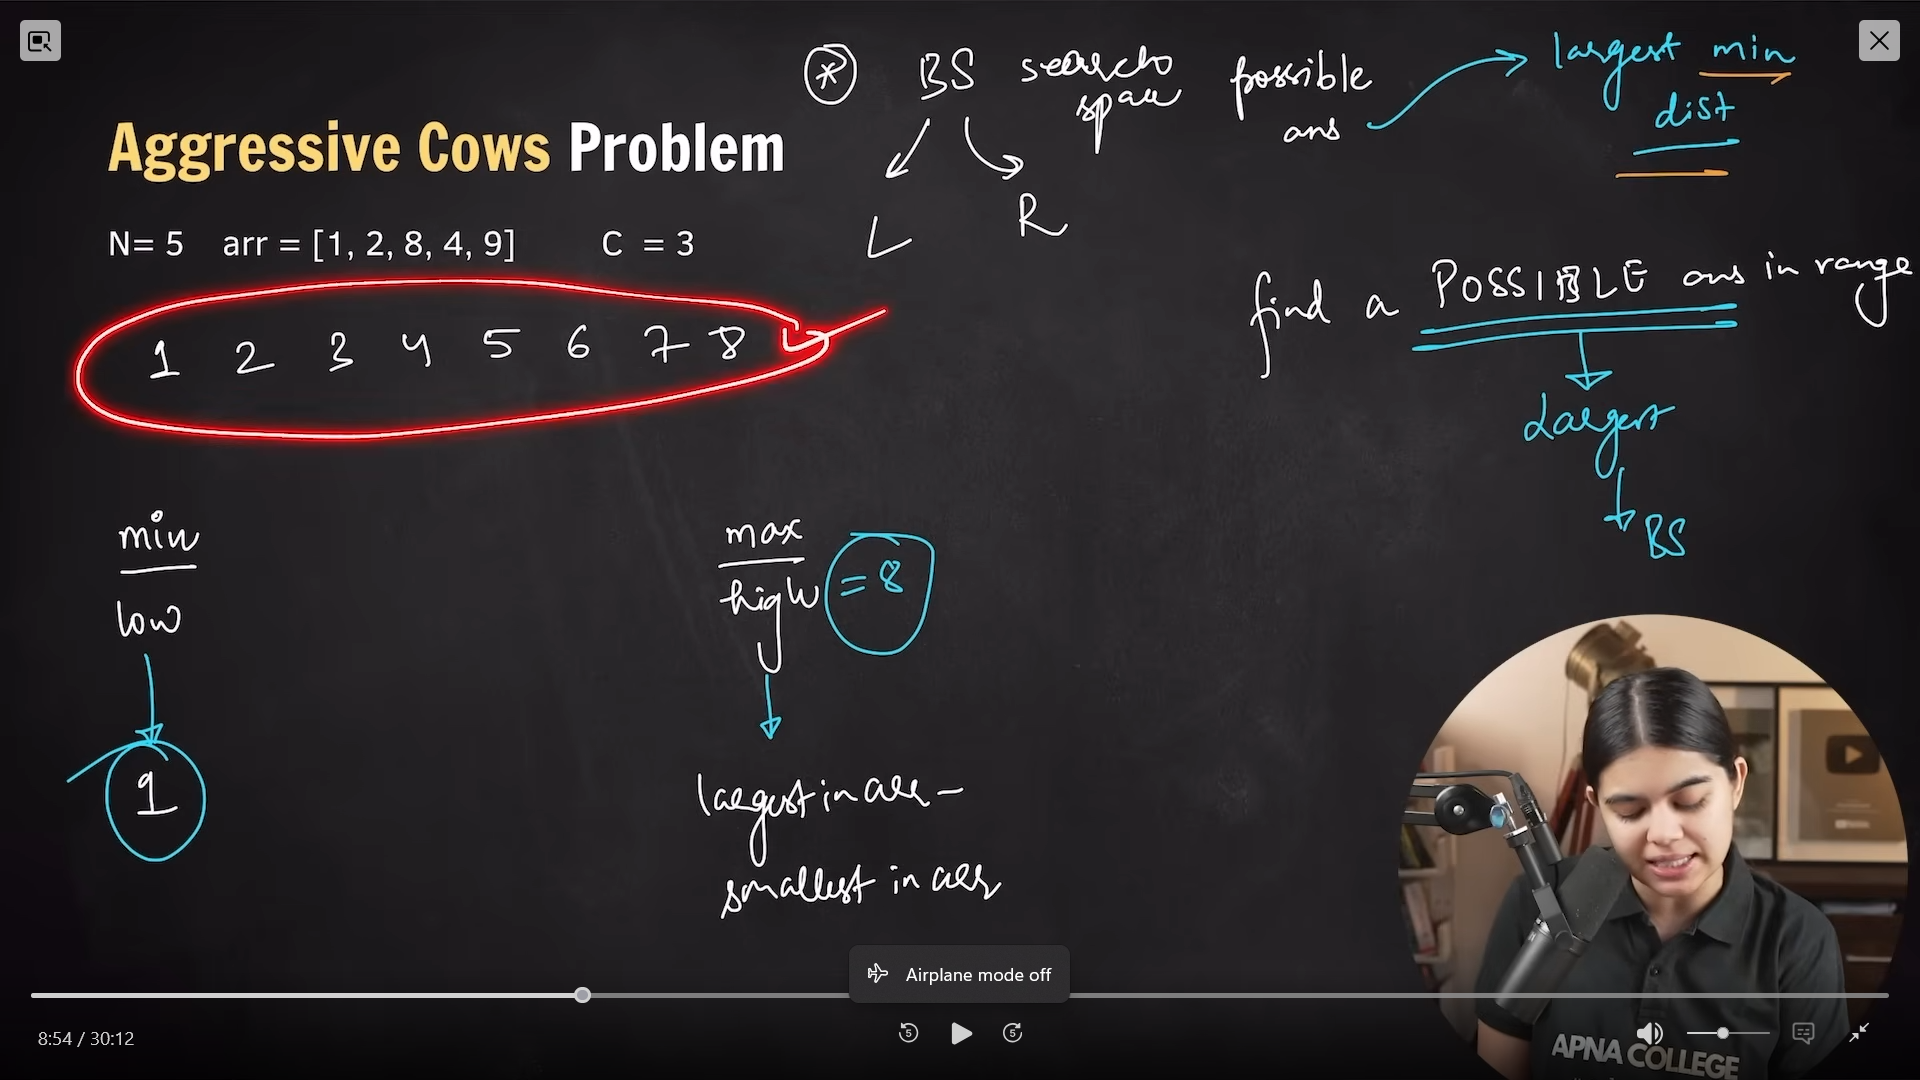 * BS search space possible ans
largest min dist
Aggressive Cows Problem
L R
N= 5 arr = [1, 2, 8, 4, 9] C = 3
find a POSSIBLE ans in range
1 2 3 4 5 6 7 8
Largest
BS
min
low
1
max
high = 8
largest in arr -
smallest in arr
Airplane mode off
8:54 / 30:12
5 5
APNA COLLEGE